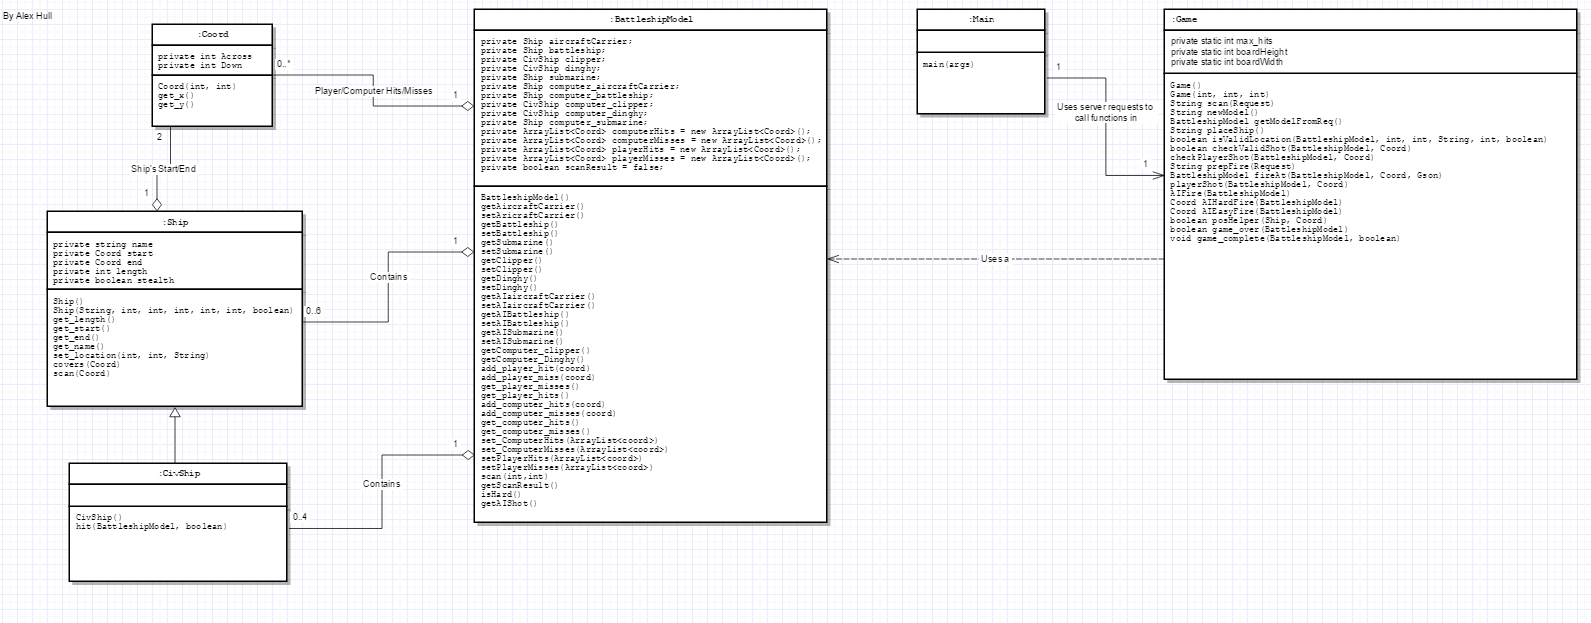 By Alex Hull
:Coord
private int Across
private int Down
Coord(int, int)
get_x()
get_y()
0..*
Player/Computer Hits/Misses
1
2
Ship's Start/End
1
:Ship
private string name
private Coord start
private Coord end
private int length
private boolean stealth
Ship()
Ship(String, int, int, int, int, int, boolean)
get_length()
get_start()
get_end()
get_name()
set_location(int, int, String)
covers(Coord)
scan(Coord)
1
Contains
0..6
:CivShip
CivShip()
hit(BattleshipModel, boolean)
1
Contains
0..4
:BattleshipModel
private Ship aircraftCarrier;
private Ship battleship;
private CivShip clipper;
private CivShip dinghy;
private Ship submarine;
private Ship computer_aircraftCarrier;
private Ship computer_battleship;
private CivShip computer_clipper;
private CivShip computer_dinghy;
private Ship computer_submarine;
private ArrayList<Coord> computerHits = new ArrayList<Coord>();
private ArrayList<Coord> computerMisses = new ArrayList<Coord>();
private ArrayList<Coord> playerHits = new ArrayList<Coord>();
private ArrayList<Coord> playerMisses = new ArrayList<Coord>();
private boolean scanResult = false;
BattleshipModel()
getAircraftCarrier()
setAricraftCarrier()
getBattleship()
setBattleship()
getSubmarine()
setSubmarine()
getClipper()
setClipper()
getDinghy()
setDinghy()
getAIaircraftCarrier()
setAIaircraftCarrier()
getAIBattleship()
setAIBattleship()
getAISubmarine()
setAISubmarine()
getComputer_clipper()
getComputer_Dinghy()
add_player_hit(coord)
add_player_miss(coord)
get_player_misses()
get_player_hits()
add_computer_hits(coord)
add_computer_misses(coord)
get_computer_hits()
get_computer_misses()
set_ComputerHits(ArrayList<coord>)
set_ComputerMisses(ArrayList<coord>)
setPlayerHits(ArrayList<coord>)
setPlayerMisses(ArrayList<coord>)
scan(int,int)
getScanResult()
isHard()
getAIShot()
:Main
main(args)
1
Uses server requests to
call functions in
1
Uses a
:Game
private static int max_hits
private static int boardHeight
private static int boardWidth
Game()
Game(int, int, int)
String scan(Request)
String newModel()
BattleshipModel getModelFromReq()
String placeShip()
boolean isValidLocation(BattleshipModel, int, int, String, int, boolean)
boolean checkValidShot(BattleshipModel, Coord)
checkPlayerShot(BattleshipModel, Coord)
String prepFire(Request)
BattleshipModel fireAt(BattleshipModel, Coord, Gson)
playerShot(BattleshipModel, Coord)
AIFire(BattleshipModel)
Coord AIHardFire(BattleshipModel)
Coord AIEasyFire(BattleshipModel)
boolean posHelper(Ship, Coord)
boolean game_over(BattleshipModel)
void game_complete(BattleshipModel, boolean)